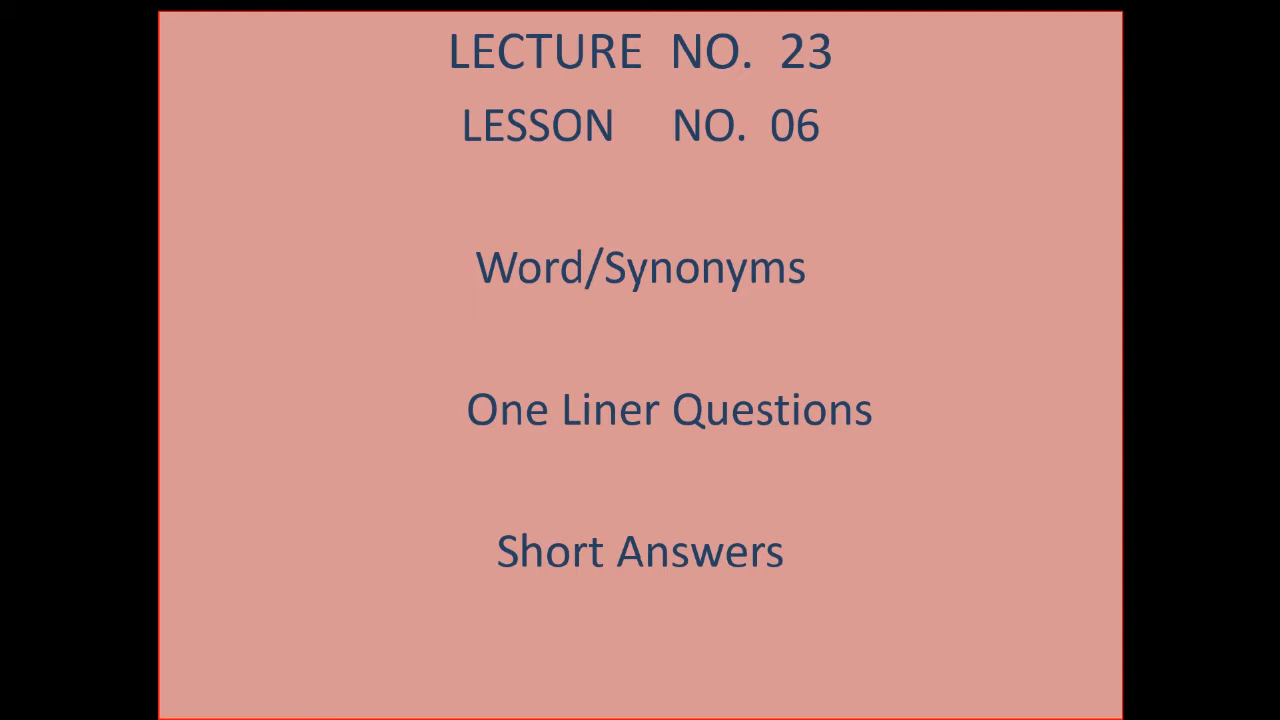 LECTURE NO. 23
LESSON NO. 06
Word/Synonyms
One Liner Questions
Short Answers